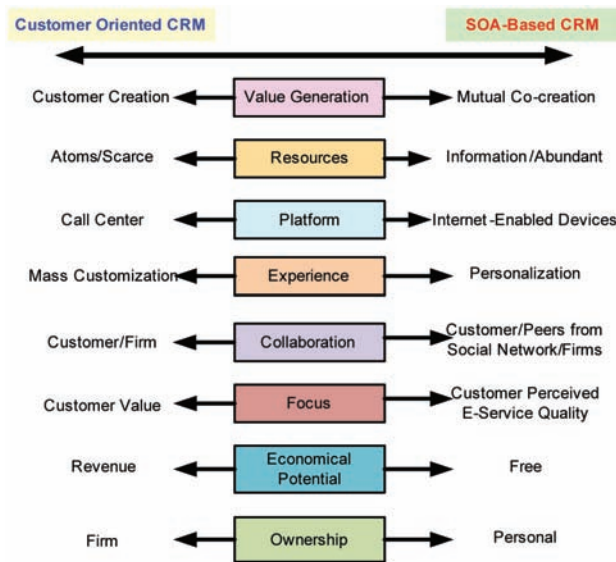 Customer Oriented CRM
SOA-Based CRM
Customer Creation
Value Generation
Mutual Co-creation
Atoms/Scarce
Resources
Information/Abundant
Call Center
Platform
Internet-Enabled Devices
Mass Customization
Experience
Personalization
Customer/Firm
Collaboration
Customer/Peers from
Social Network/Firms
Customer Value
Focus
Customer Perceived
E-Service Quality
Revenue
Economical
Potential
Free
Firm
Ownership
Personal